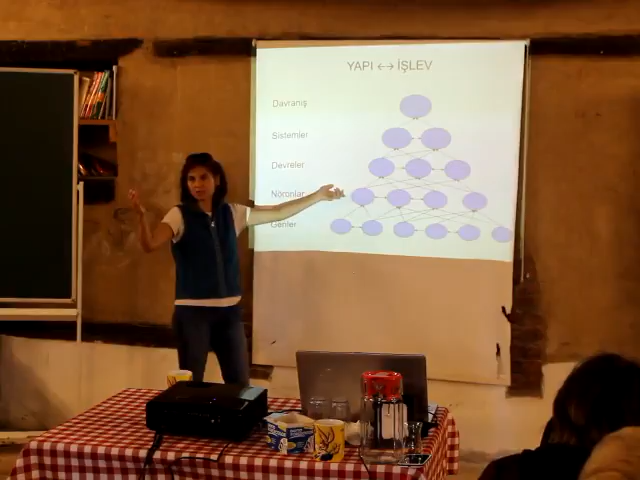 YAPI ↔ İŞLEV
Davranış
Sistemler
Devreler
Nöronlar
Genler